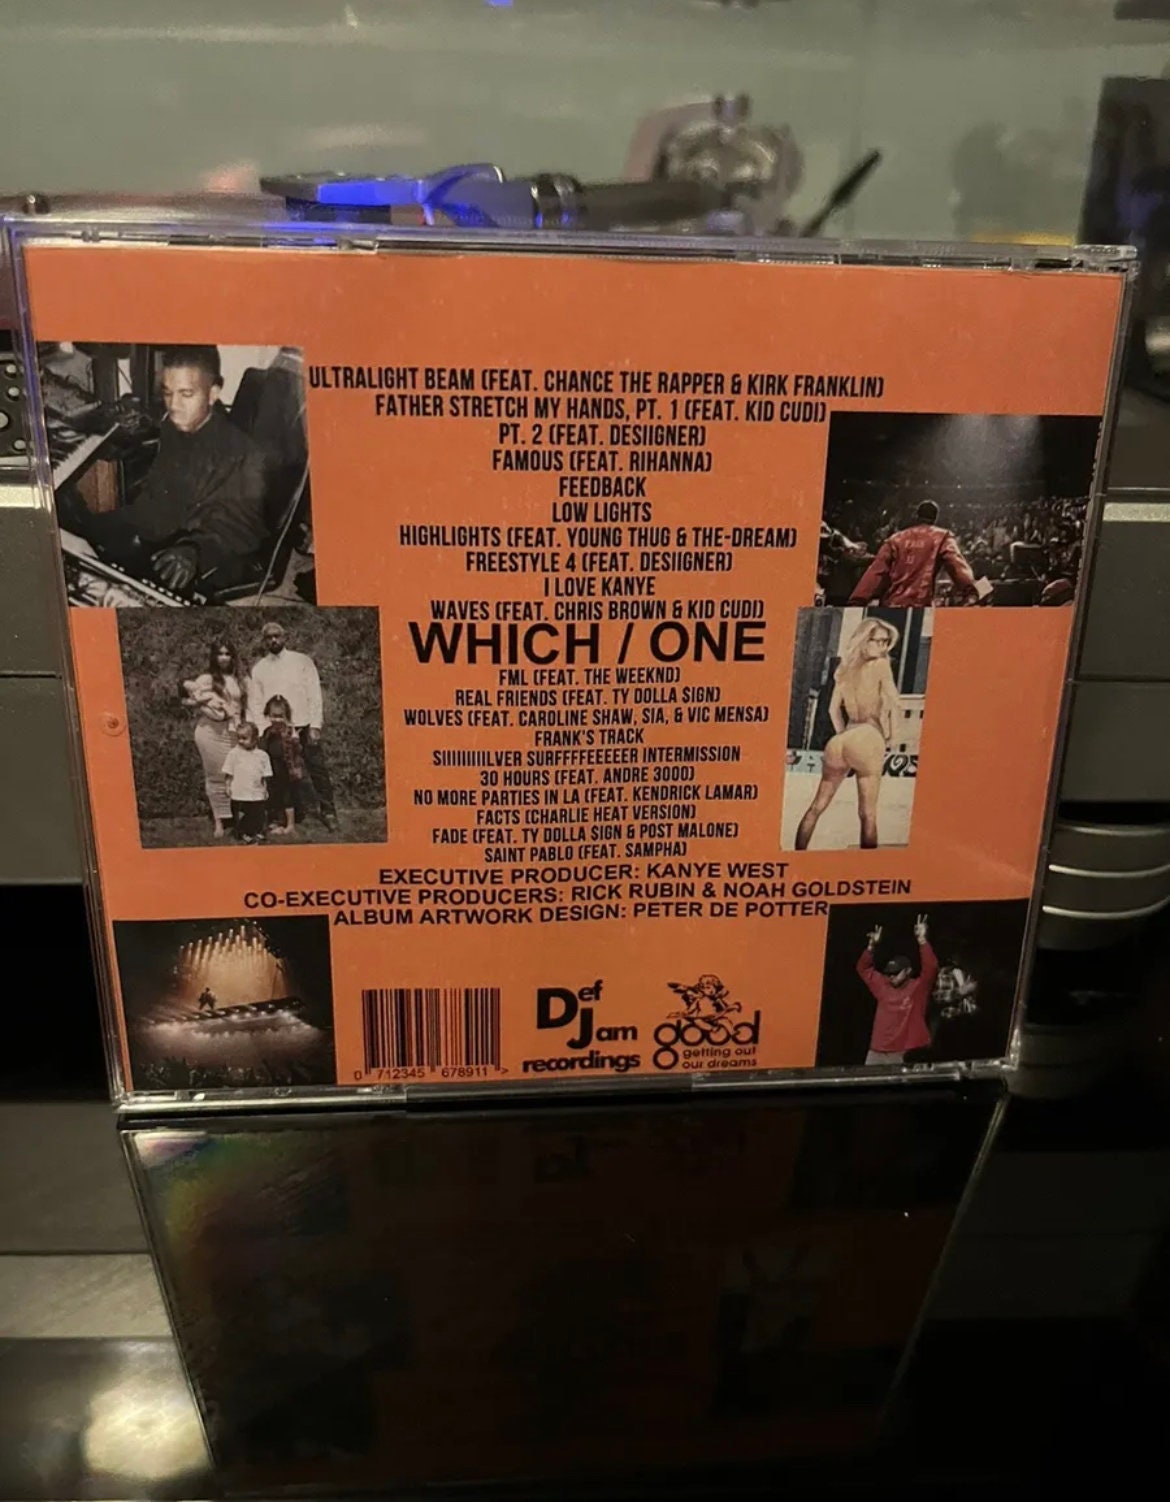 ULTRALIGHT BEAM (FEAT. CHANCE THE RAPPER & KIRK FRANKLIN)
FATHER STRETCH MY HANDS, PT. 1 (FEAT. KID CUDI)
PT. 2 (FEAT. DESIIGNER)
FAMOUS (FEAT. RIHANNA)
FEEDBACK
LOW LIGHTS
HIGHLIGHTS (FEAT. YOUNG THUG & THE-DREAM)
FREESTYLE 4 (FEAT. DESIIGNER)
I LOVE KANYE
WAVES (FEAT. CHRIS BROWN & KID CUDI)
WHICH / ONE
FML (FEAT. THE WEEKND)
REAL FRIENDS (FEAT. TY DOLLA $IGN)
WOLVES (FEAT. CAROLINE SHAW, SIA, & VIC MENSA)
FRANK'S TRACK
SIIIIIIIIILVER SURFFFFEEEEER INTERMISSION
30 HOURS (FEAT. ANDRE 3000)
NO MORE PARTIES IN LA (FEAT. KENDRICK LAMAR)
FACTS (CHARLIE HEAT VERSION)
FADE (FEAT. TY DOLLA $IGN & POST MALONE)
SAINT PABLO (FEAT. SAMPHA)
EXECUTIVE PRODUCER: KANYE WEST
CO-EXECUTIVE PRODUCERS: RICK RUBIN & NOAH GOLDSTEIN
ALBUM ARTWORK DESIGN: PETER DE POTTER
0 712345 678911 >
Def Jam
recordings
good
getting out
our dreams